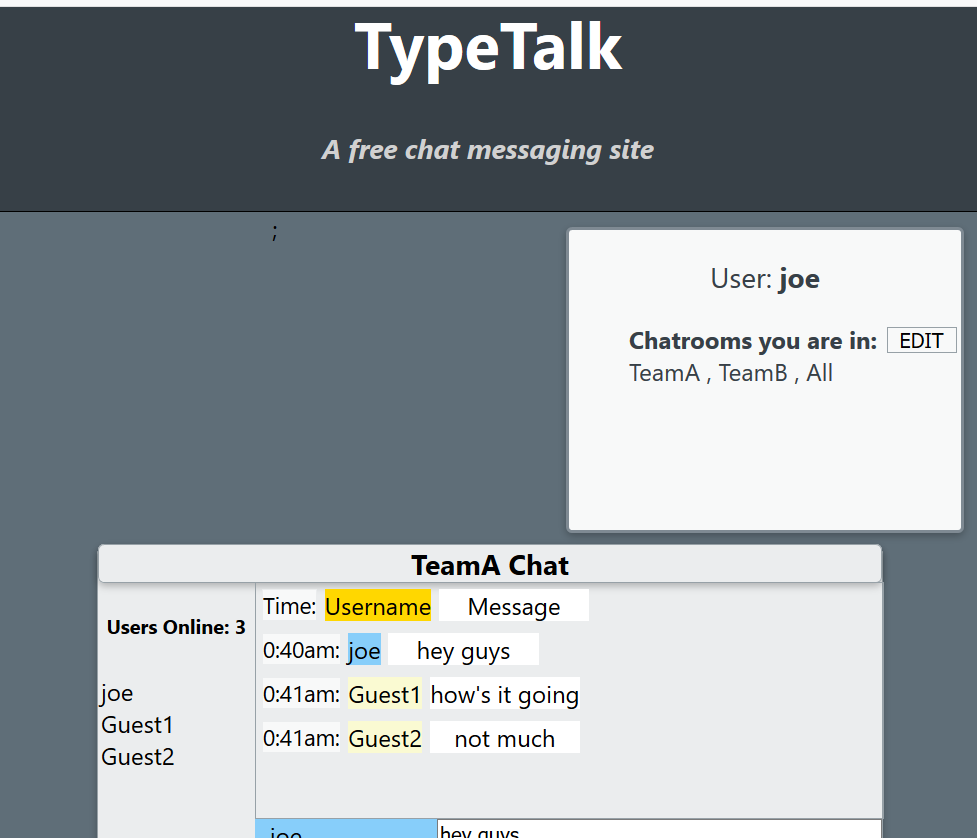 TypeTalk
A free chat messaging site
;
User: joe
Chatrooms you are in: EDIT
TeamA , TeamB , All
TeamA Chat
Users Online: 3
joe
Guest1
Guest2
Time: Username Message
0:40am: joe hey guys
0:41am: Guest1 how's it going
0:41am: Guest2 not much
joe hey guys